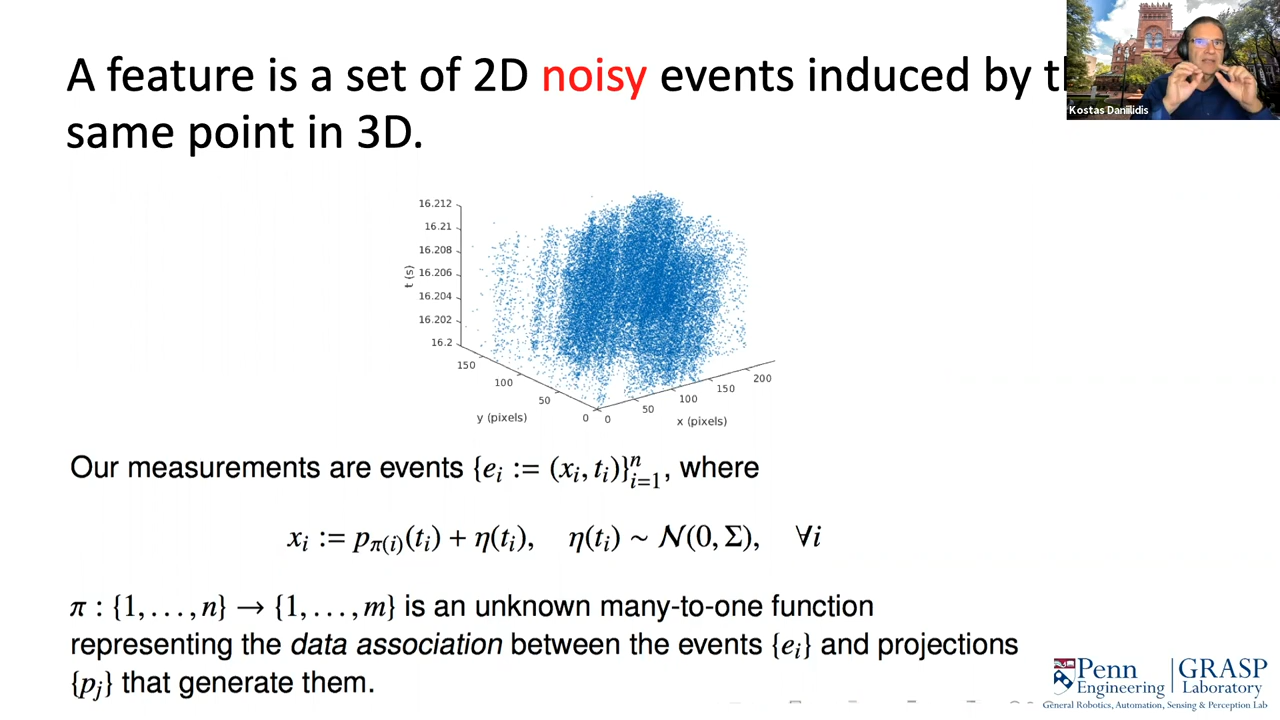 A feature is a set of 2D noisy events induced by
same point in 3D.
Kostas Daniilidis
16.212
16.21
16.208
16.206
16.204
16.202
16.2
t (s)
150
100
50
0
y (pixels)
0
50
100
150
200
x (pixels)
Our measurements are events {eᵢ := (xᵢ, tᵢ)}ⁿᵢ₌₁, where
xᵢ := p_π(i)(tᵢ) + η(tᵢ), η(tᵢ) ∼ N(0, Σ), ∀i
π : {1, . . . , n} → {1, . . . , m} is an unknown many-to-one function
representing the data association between the events {eᵢ} and projections
{pⱼ} that generate them.
Penn Engineering
GRASP Laboratory
General Robotics, Automation, Sensing & Perception Lab